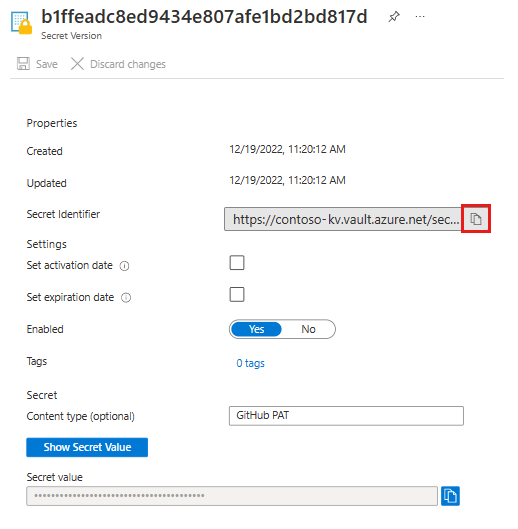 b1ffeadc8ed9434e807afe1bd2bd817d
Secret Version
Save Discard changes
Properties
Created 12/19/2022, 11:20:12 AM
Updated 12/19/2022, 11:20:12 AM
Secret Identifier https://contoso-kv.vault.azure.net/sec...
Settings
Set activation date
Set expiration date
Enabled Yes No
Tags 0 tags
Secret
Content type (optional) GitHub PAT
Show Secret Value
Secret value
••••••••••••••••••••••••••••••••••••••••